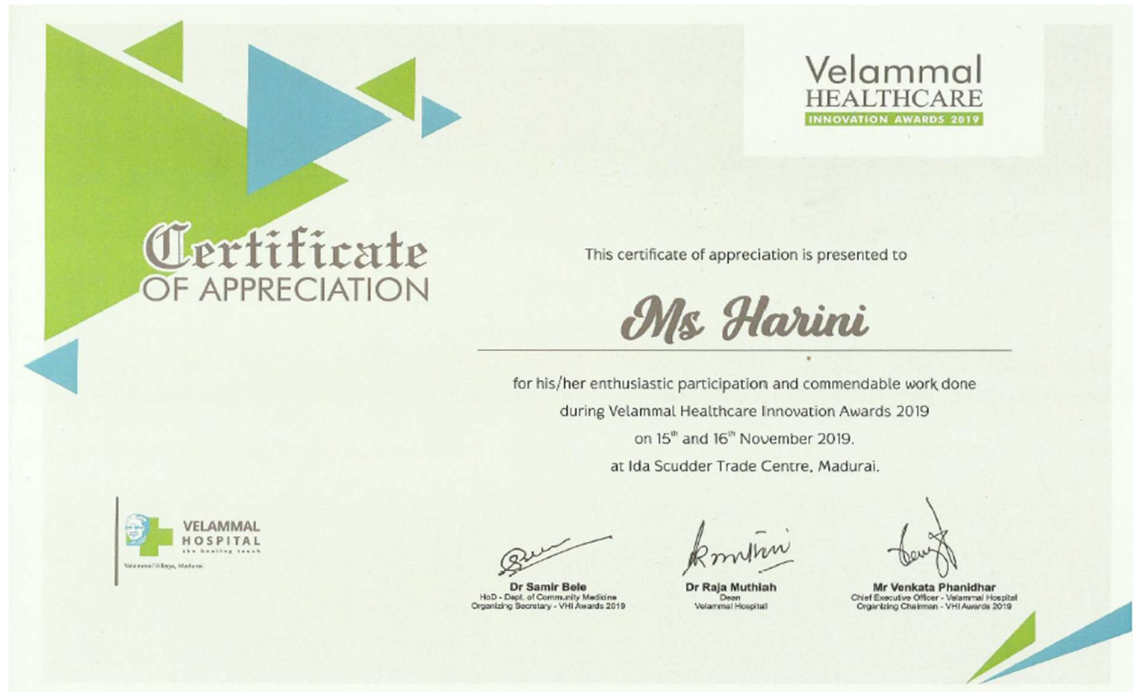 Velammal
HEALTHCARE
INNOVATION AWARDS 2019
Certificate
OF APPRECIATION
This certificate of appreciation is presented to
Ms Harini
for his/her enthusiastic participation and commendable work done
during Velammal Healthcare Innovation Awards 2019
on 15th and 16th November 2019.
at Ida Scudder Trade Centre, Madurai.
VELAMMAL
HOSPITAL
the healing touch
Velammal Village, Madurai
Dr Samir Bele
HoD - Dept. of Community Medicine
Organizing Secretary - VHI Awards 2019
Dr Raja Muthiah
Dean
Velammal Hospital
Mr Venkata Phanidhar
Chief Executive Officer - Velammal Hospital
Organizing Chairman - VHI Awards 2019